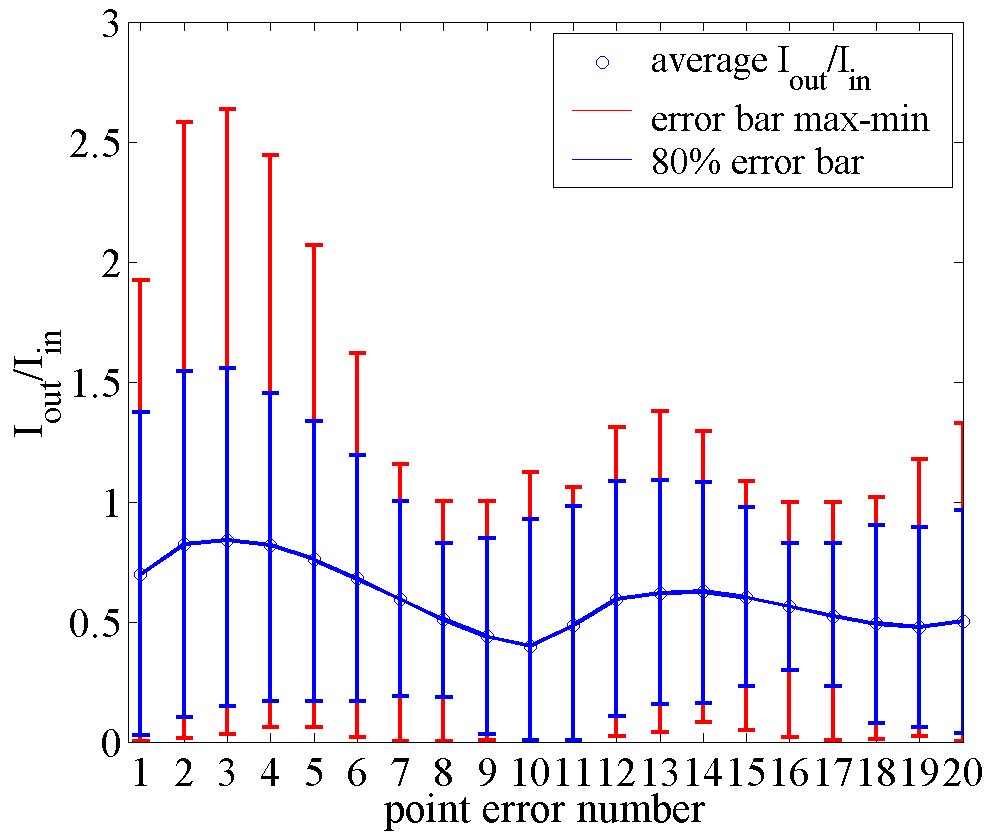 3
average I_out/I_in
error bar max-min
80% error bar
2.5
2
1.5
1
0.5
0
I_out/I_in
1 2 3 4 5 6 7 8 9 10 11 12 13 14 15 16 17 18 19 20
point error number